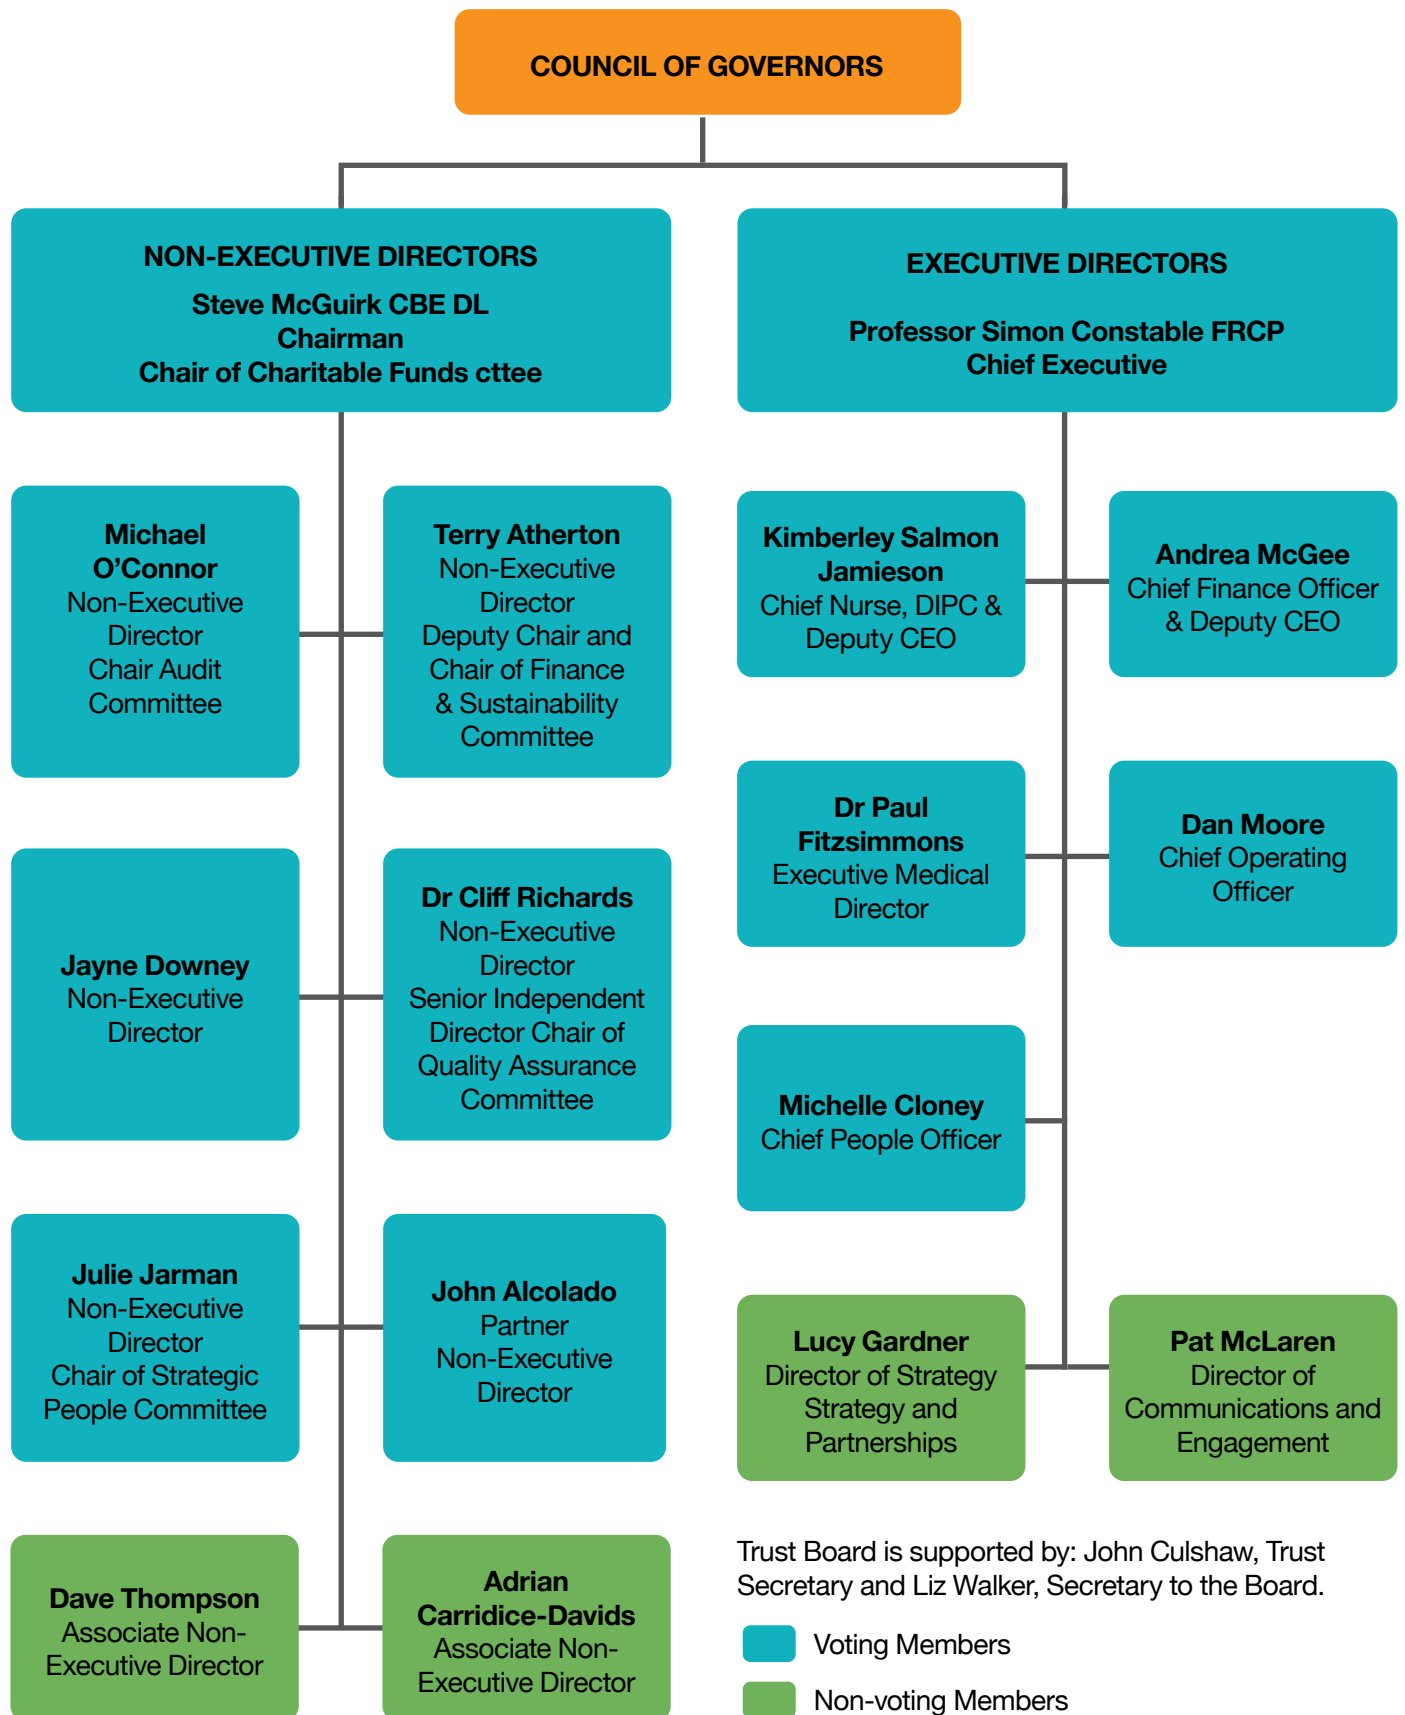 COUNCIL OF GOVERNORS
NON-EXECUTIVE DIRECTORS
Steve McGuirk CBE DL
Chairman
Chair of Charitable Funds cttee
EXECUTIVE DIRECTORS
Professor Simon Constable FRCP
Chief Executive
Michael
O’Connor
Non-Executive
Director
Chair Audit
Committee
Terry Atherton
Non-Executive
Director
Deputy Chair and
Chair of Finance
& Sustainability
Committee
Kimberley Salmon
Jamieson
Chief Nurse, DIPC &
Deputy CEO
Andrea McGee
Chief Finance Officer
& Deputy CEO
Dr Paul
Fitzsimmons
Executive Medical
Director
Dan Moore
Chief Operating
Officer
Jayne Downey
Non-Executive
Director
Dr Cliff Richards
Non-Executive
Director
Senior Independent
Director Chair of
Quality Assurance
Committee
Michelle Cloney
Chief People Officer
Julie Jarman
Non-Executive
Director
Chair of Strategic
People Committee
John Alcolado
Partner
Non-Executive
Director
Lucy Gardner
Director of Strategy
Strategy and
Partnerships
Pat McLaren
Director of
Communications and
Engagement
Dave Thompson
Associate Non-
Executive Director
Adrian
Carridice-Davids
Associate Non-
Executive Director
Trust Board is supported by: John Culshaw, Trust
Secretary and Liz Walker, Secretary to the Board.
Voting Members
Non-voting Members